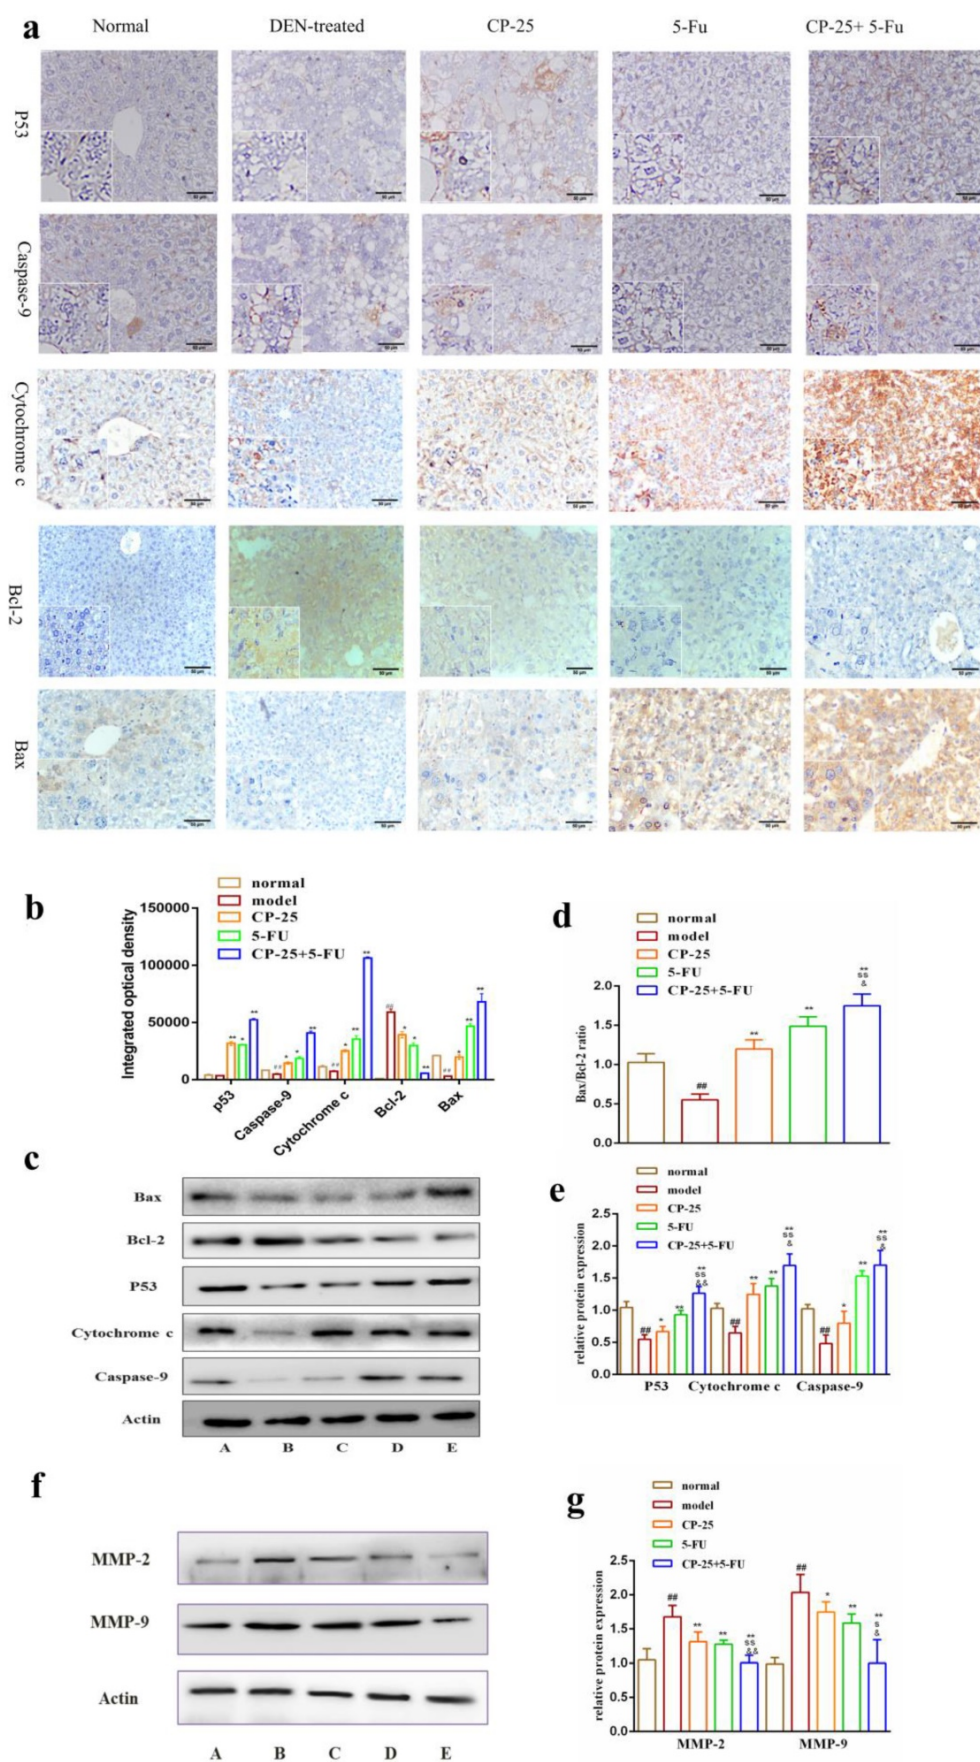 a
Normal DEN-treated CP-25 5-Fu CP-25+ 5-Fu
P53
Caspase-9
Cytochrome c
Bcl-2
Bax
b
normal
model
CP-25
5-FU
CP-25+5-FU
Integrated optical density
150000
100000
50000
0
** * **
## * * **
## ** ** **
## * * **
## * ** **
p53 Caspase-9 Cytochrome c Bcl-2 Bax
d
normal
model
CP-25
5-FU
CP-25+5-FU
Bax/Bcl-2 ratio
2.0
1.5
1.0
0.5
0.0
## ** ** ** SS &
c
Bax
Bcl-2
P53
Cytochrome c
Caspase-9
Actin
A B C D E
e
normal
model
CP-25
5-FU
CP-25+5-FU
relative protein expression
2.5
2.0
1.5
1.0
0.5
0.0
## * ** ** SS &&
## ** ** ** SS &
## * ** ** SS &
P53 Cytochrome c Caspase-9
f
MMP-2
MMP-9
Actin
A B C D E
g
normal
model
CP-25
5-FU
CP-25+5-FU
relative protein expression
2.5
2.0
1.5
1.0
0.5
0.0
## ** ** ** SS &&
## * ** ** S &
MMP-2 MMP-9